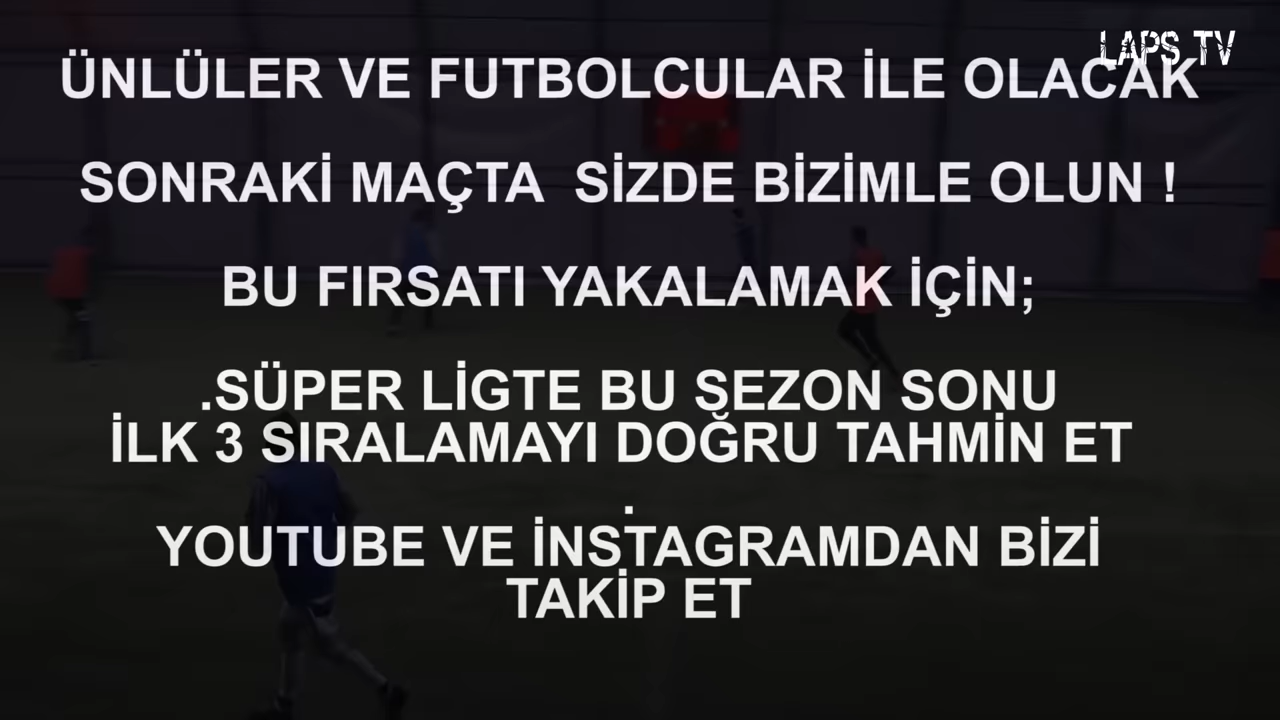 LAPS TV
ÜNLÜLER VE FUTBOLCULAR İLE OLACAK
SONRAKİ MAÇTA  SİZDE BİZİMLE OLUN !
BU FIRSATI YAKALAMAK İÇİN;
.SÜPER LİGTE BU SEZON SONU
İLK 3 SIRALAMAYI DOĞRU TAHMİN ET
.
YOUTUBE VE İNSTAGRAMDAN BİZİ
TAKİP ET